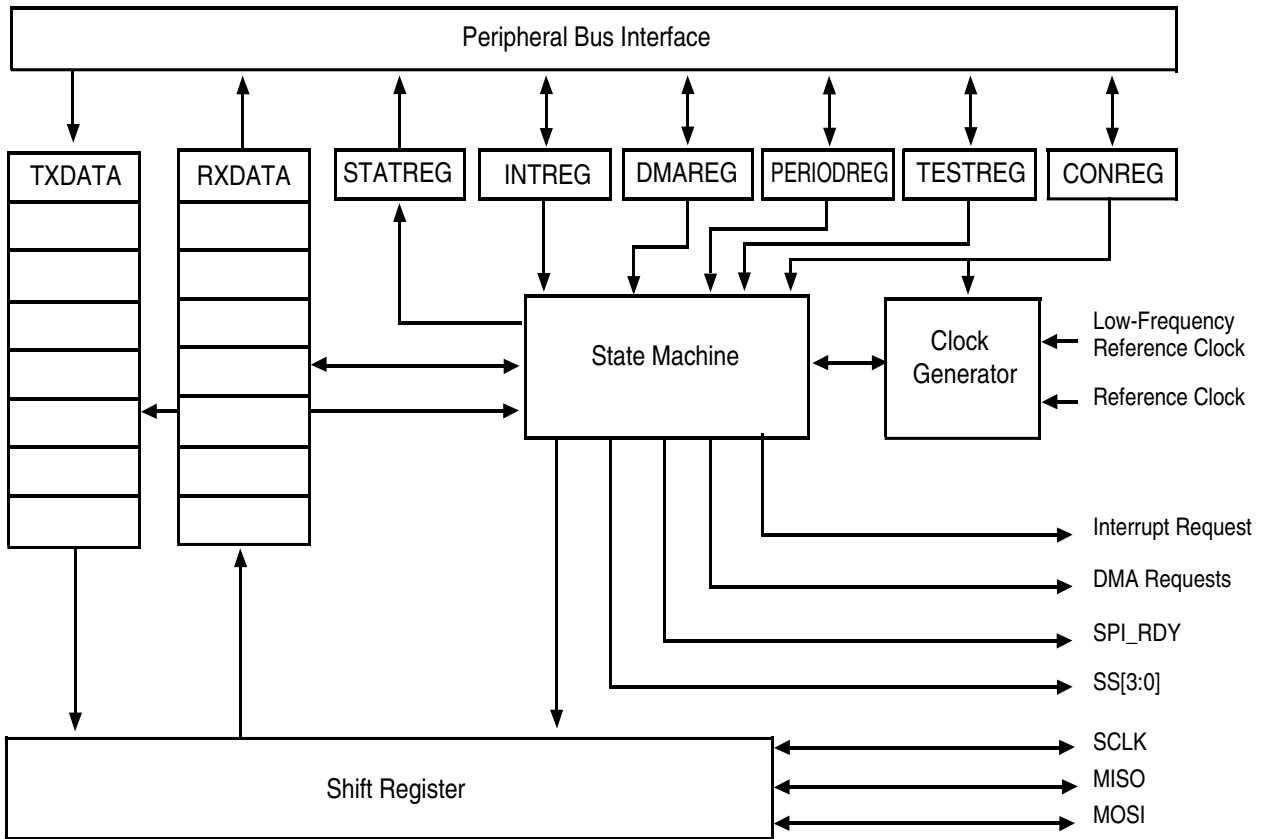 Peripheral Bus Interface
TXDATA
RXDATA
STATREG
INTREG
DMAREG
PERIODREG
TESTREG
CONREG
State Machine
Clock
Generator
Low-Frequency
Reference Clock
Reference Clock
Interrupt Request
DMA Requests
SPI_RDY
SS[3:0]
SCLK
MISO
MOSI
Shift Register